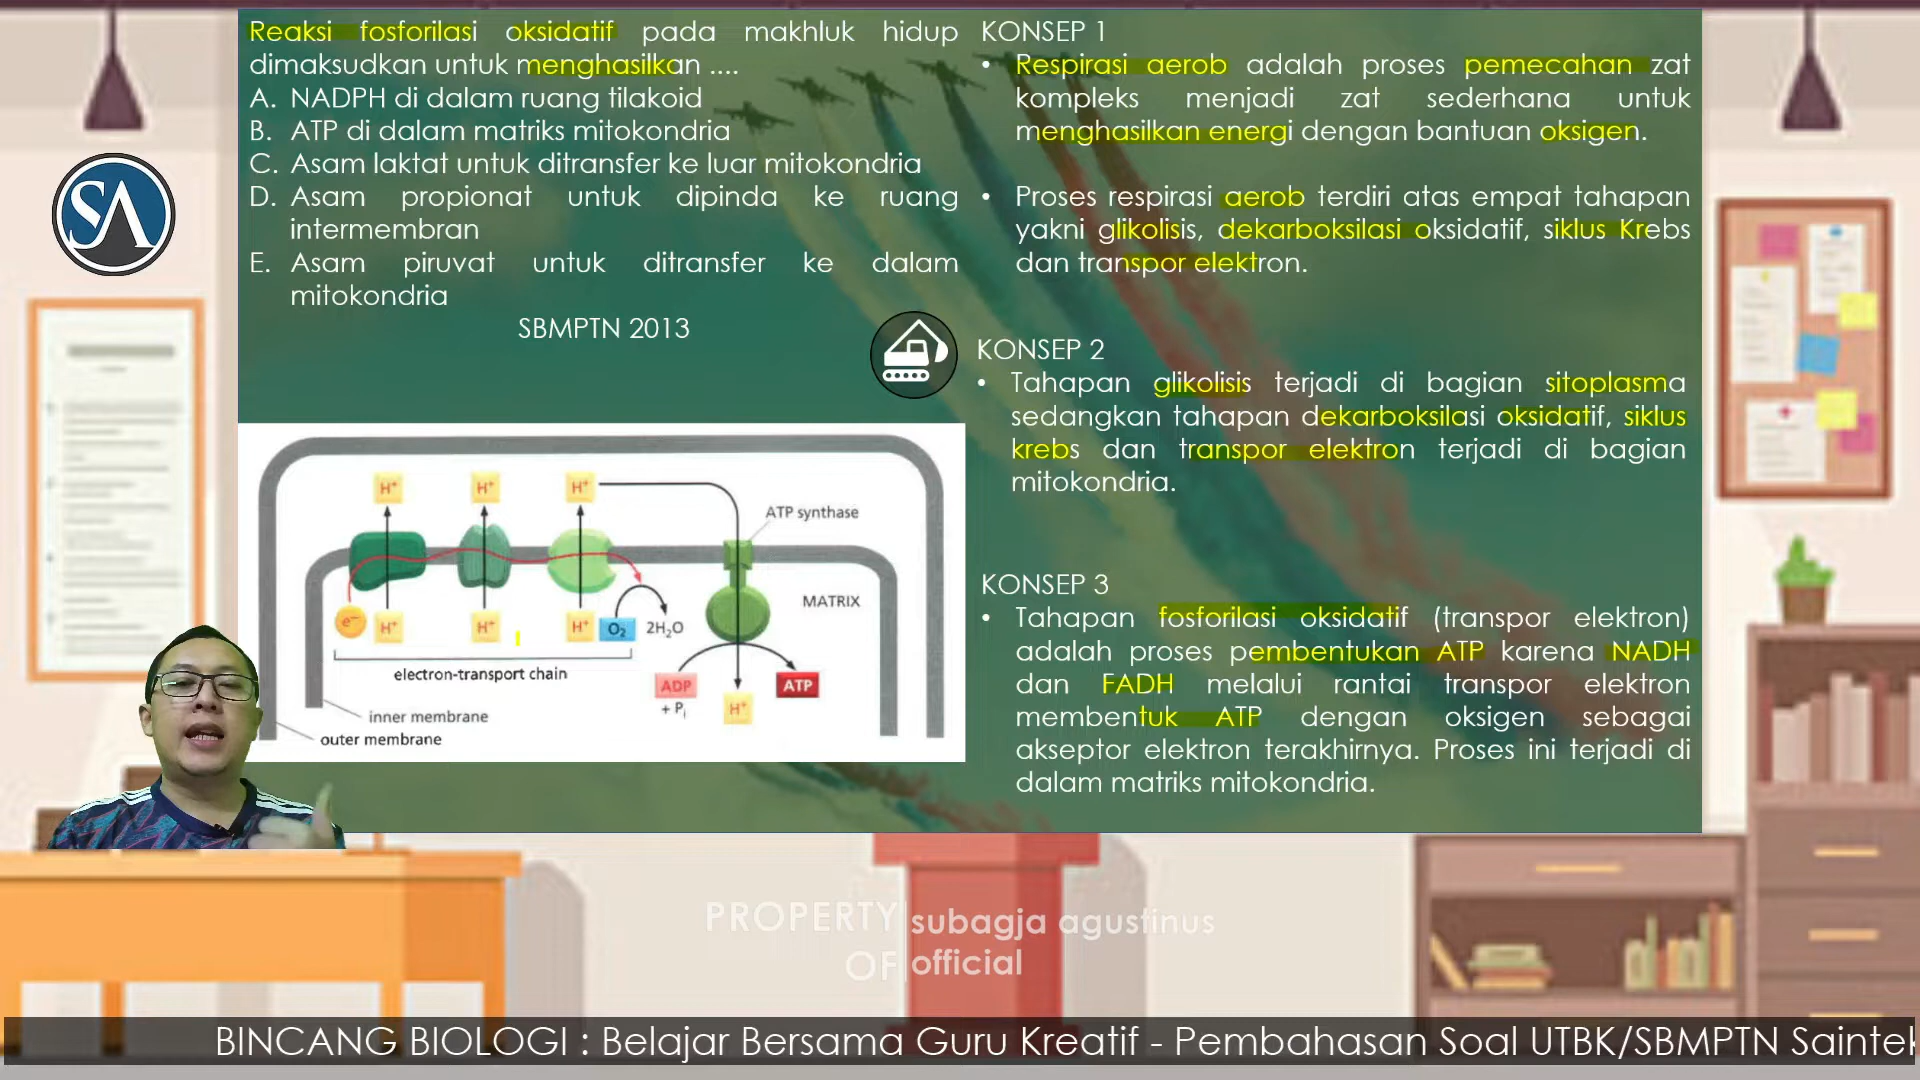 Reaksi fosforilasi oksidatif pada makhluk hidup
dimaksudkan untuk menghasilkan ....
A. NADPH di dalam ruang tilakoid
B. ATP di dalam matriks mitokondria
C. Asam laktat untuk ditransfer ke luar mitokondria
D. Asam propionat untuk dipinda ke ruang
intermembran
E. Asam piruvat untuk ditransfer ke dalam
mitokondria
SBMPTN 2013
KONSEP 1
• Respirasi aerob adalah proses pemecahan zat
kompleks menjadi zat sederhana untuk
menghasilkan energi dengan bantuan oksigen.
• Proses respirasi aerob terdiri atas empat tahapan
yakni glikolisis, dekarboksilasi oksidatif, siklus Krebs
dan transpor elektron.
KONSEP 2
• Tahapan glikolisis terjadi di bagian sitoplasma
sedangkan tahapan dekarboksilasi oksidatif, siklus
krebs dan transpor elektron terjadi di bagian
mitokondria.
KONSEP 3
• Tahapan fosforilasi oksidatif (transpor elektron)
adalah proses pembentukan ATP karena NADH
dan FADH melalui rantai transpor elektron
membentuk ATP dengan oksigen sebagai
akseptor elektron terakhirnya. Proses ini terjadi di
dalam matriks mitokondria.
SA
H⁺ H⁺ H⁺
ATP synthase
MATRIX
e⁻ H⁺ H⁺ H⁺ O₂ 2H₂O
electron-transport chain
ADP
+ Pᵢ
ATP
H⁺
inner membrane
outer membrane
PROPERTY OF
subagja agustinus
official
BINCANG BIOLOGI : Belajar Bersama Guru Kreatif - Pembahasan Soal UTBK/SBMPTN Saintek